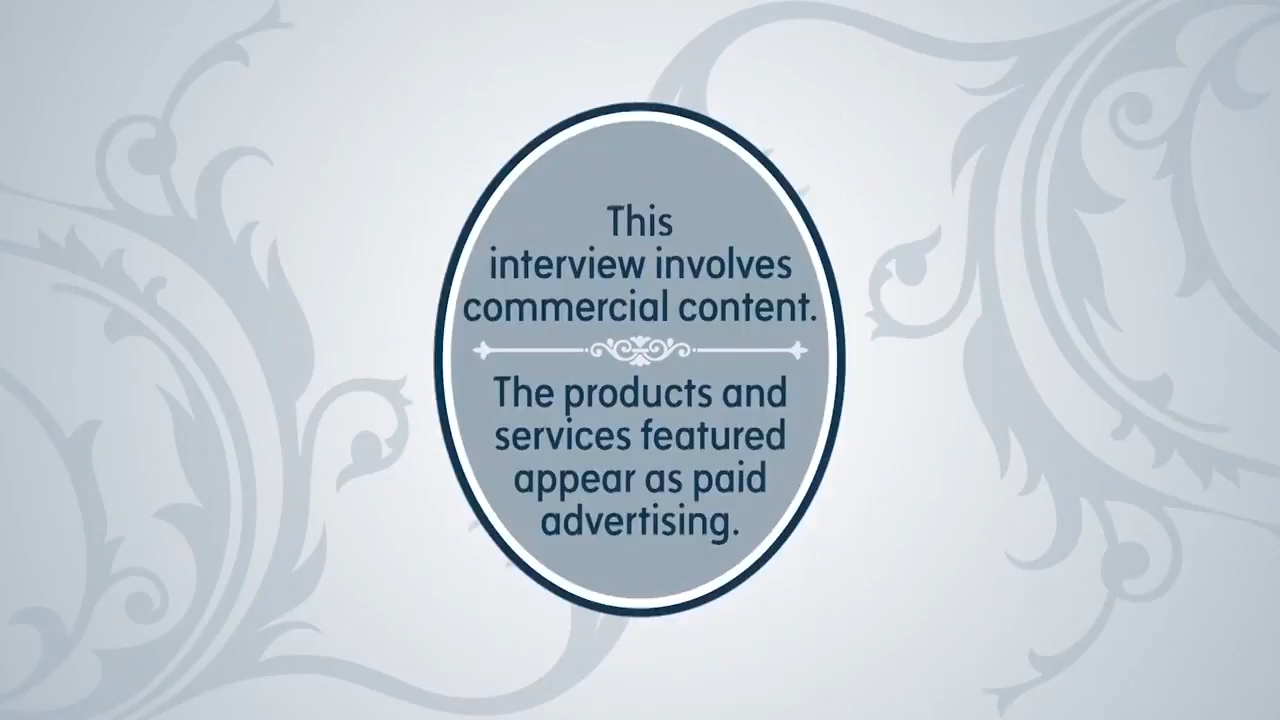 This
interview involves
commercial content.
The products and
services featured
appear as paid
advertising.